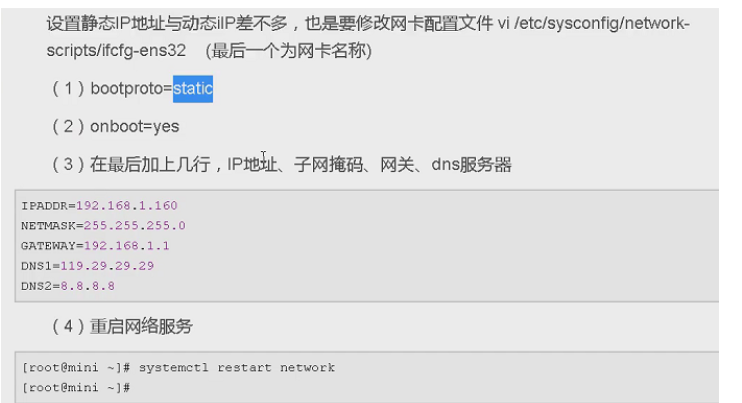 设置静态IP地址与动态iIP差不多，也是要修改网卡配置文件 vi /etc/sysconfig/network-
scripts/ifcfg-ens32 （最后一个为网卡名称)
（1）bootproto=static
（2）onboot=yes
（3）在最后加上几行，IP地址、子网掩码、网关、dns服务器
IPADDR=192.168.1.160
NETMASK=255.255.255.0
GATEWAY=192.168.1.1
DNS1=119.29.29.29
DNS2=8.8.8.8
（4）重启网络服务
[root@mini ~]# systemctl restart network
[root@mini ~]#